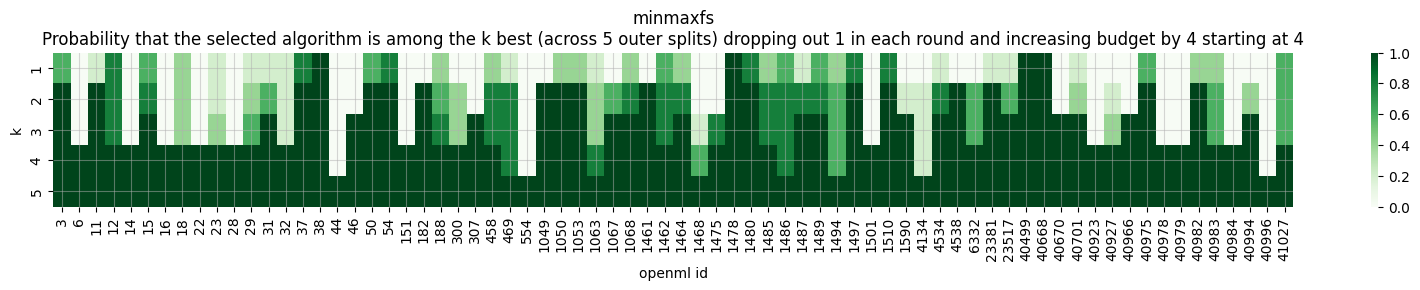 minmaxfs
Probability that the selected algorithm is among the k best (across 5 outer splits) dropping out 1 in each round and increasing budget by 4 starting at 4
k
1
2
3
4
5
3 6 11 12 14 15 16 18 22 23 28 29 31 32 37 38 44 46 50 54 151 182 188 300 307 458 469 554 1049 1050 1053 1063 1067 1068 1461 1462 1464 1468 1475 1478 1480 1485 1486 1487 1489 1494 1497 1501 1510 1590 4134 4534 4538 6332 23381 23517 40499 40668 40670 40701 40923 40927 40966 40975 40978 40979 40982 40983 40984 40994 40996 41027
openml id
1.0
0.8
0.6
0.4
0.2
0.0